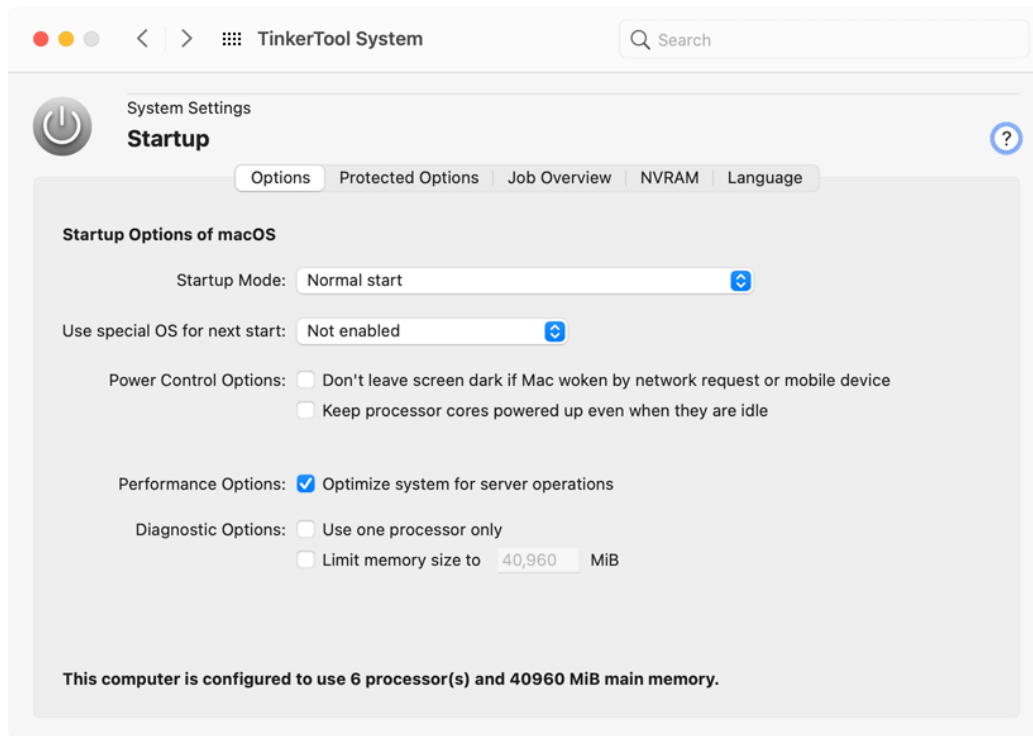 TinkerTool System
Search
System Settings
Startup
?
Options Protected Options Job Overview NVRAM Language
Startup Options of macOS
Startup Mode: Normal start
Use special OS for next start: Not enabled
Power Control Options: Don't leave screen dark if Mac woken by network request or mobile device
Keep processor cores powered up even when they are idle
Performance Options: Optimize system for server operations
Diagnostic Options: Use one processor only
Limit memory size to 40,960 MiB
This computer is configured to use 6 processor(s) and 40960 MiB main memory.